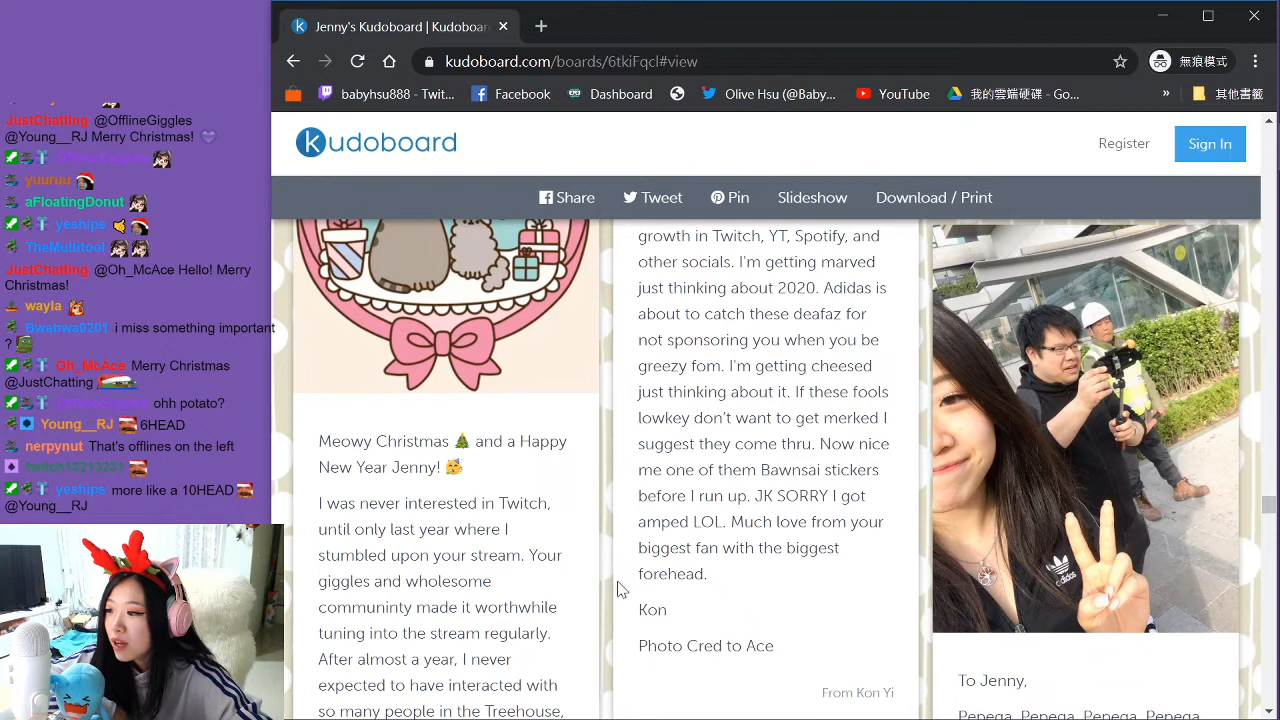 Jenny's Kudoboard | Kudoboar
kudoboard.com/boards/6tkiFqcl#view
無痕模式
babyhsu888 - Twit...
Facebook
Dashboard
Olive Hsu (@Baby...
YouTube
我的雲端硬碟 - Go...
»
其他書籤
kudoboard
Register
Sign In
Share
Tweet
Pin
Slideshow
Download / Print
JustChatting @OfflineGiggles
@Young__RJ Merry Christmas!
OfflineGiggles
yuuruu
aFloatingDonut
yeships
TheMultitool
JustChatting @Oh_McAce Hello! Merry
Christmas!
wayla
Bwabwa0201 i miss something important
?
Oh_McAce Merry Christmas
@JustChatting
OfflineGiggles ohh potato?
Young__RJ 6HEAD
nerpynut That's offlines on the left
twitch13213231
yeships more like a 10HEAD
@Young__RJ
Meowy Christmas 🎄 and a Happy
New Year Jenny! 🥳
I was never interested in Twitch,
until only last year where I
stumbled upon your stream. Your
giggles and wholesome
communinty made it worthwhile
tuning into the stream regularly.
After almost a year, I never
expected to have interacted with
so many people in the Treehouse,
growth in Twitch, YT, Spotify, and
other socials. I'm getting marved
just thinking about 2020. Adidas is
about to catch these deafaz for
not sponsoring you when you be
greezy fom. I'm getting cheesed
just thinking about it. If these fools
lowkey don't want to get merked I
suggest they come thru. Now nice
me one of them Bawnsai stickers
before I run up. JK SORRY I got
amped LOL. Much love from your
biggest fan with the biggest
forehead.
Kon
Photo Cred to Ace
From Kon Yi
adidas
To Jenny,
Pepega, Pepega, Pepega, Pepega,